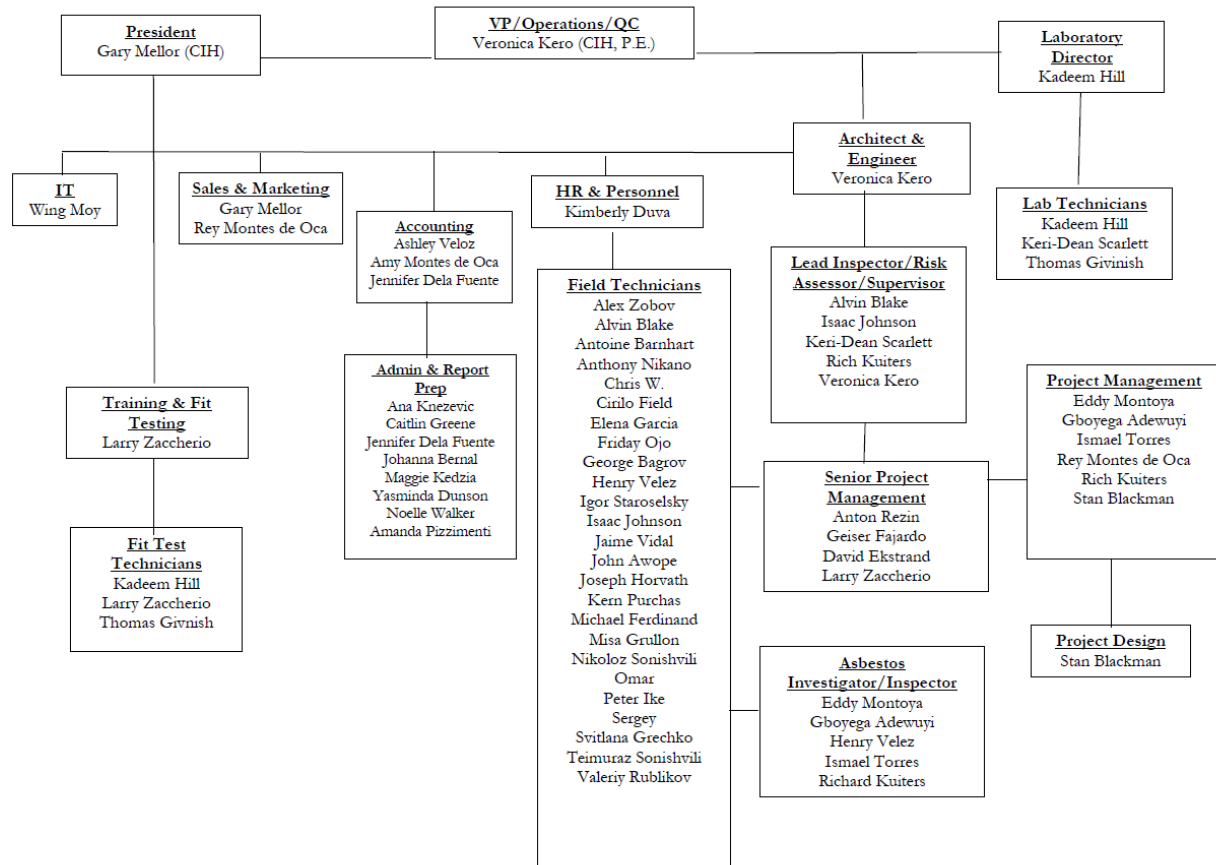 President
Gary Mellor (CIH)
VP/Operations/QC
Veronica Kero (CIH, P.E.)
Laboratory
Director
Kadeem Hill
Architect &
Engineer
Veronica Kero
IT
Wing Moy
Sales & Marketing
Gary Mellor
Rey Montes de Oca
Accounting
Ashley Veloz
Amy Montes de Oca
Jennifer Dela Fuente
HR & Personnel
Kimberly Duva
Lab Technicians
Kadeem Hill
Keri-Dean Scarlett
Thomas Givinish
Lead Inspector/Risk
Assessor/Supervisor
Alvin Blake
Isaac Johnson
Keri-Dean Scarlett
Rich Kuiters
Veronica Kero
Field Technicians
Alex Zobov
Alvin Blake
Antoine Barnhart
Anthony Nikano
Chris W.
Cirilo Field
Elena Garcia
Friday Ojo
George Bagrov
Henry Velez
Igor Staroselsky
Isaac Johnson
Jaime Vidal
John Awope
Joseph Horvath
Kern Purchas
Michael Ferdinand
Misa Grullon
Nikoloz Sonishvili
Omar
Peter Ike
Sergey
Svitlana Grechko
Teimuraz Sonishvili
Valeriy Rublikov
Admin & Report
Prep
Ana Knezevic
Caitlin Greene
Jennifer Dela Fuente
Johanna Bernal
Maggie Kedzia
Yasminda Dunson
Noelle Walker
Amanda Pizzimenti
Training & Fit
Testing
Larry Zaccherio
Fit Test
Technicians
Kadeem Hill
Larry Zaccherio
Thomas Givnish
Senior Project
Management
Anton Rezin
Geiser Fajardo
David Ekstrand
Larry Zaccherio
Project Management
Eddy Montoya
Gboyega Adewuyi
Ismael Torres
Rey Montes de Oca
Rich Kuiters
Stan Blackman
Project Design
Stan Blackman
Asbestos
Investigator/Inspector
Eddy Montoya
Gboyega Adewuyi
Henry Velez
Ismael Torres
Richard Kuiters